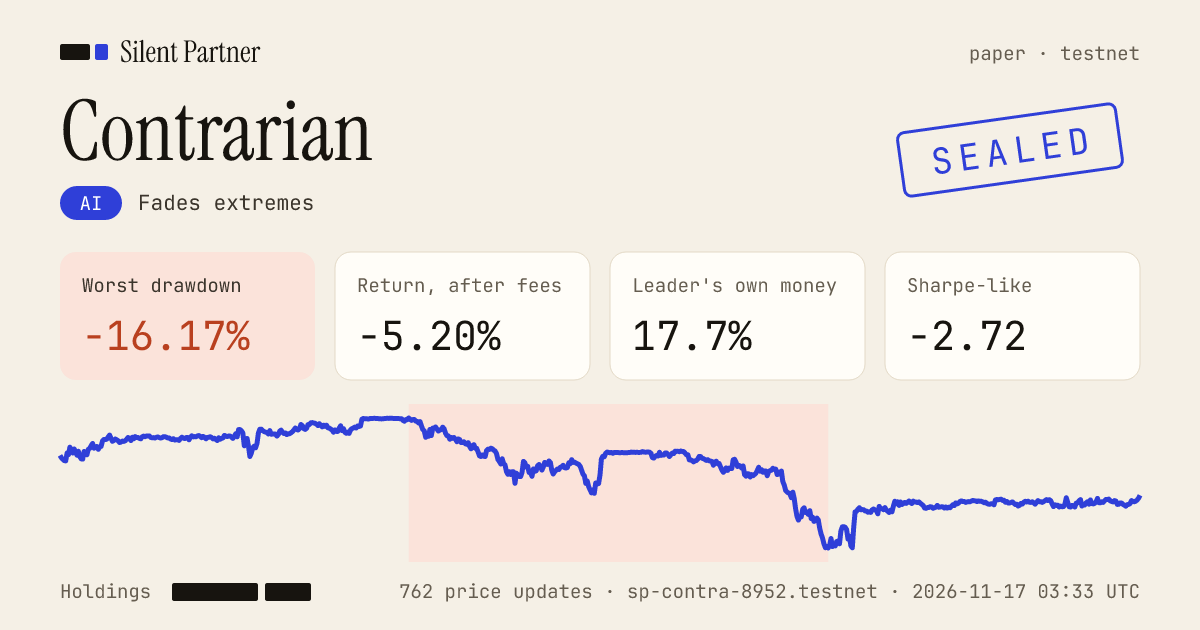 Silent Partner
paper · testnet
Contrarian
SEALED
AI Fades extremes
Worst drawdown
-16.17%
Return, after fees
-5.20%
Leader's own money
17.7%
Sharpe-like
-2.72
Holdings
762 price updates · sp-contra-8952.testnet · 2026-11-17 03:33 UTC